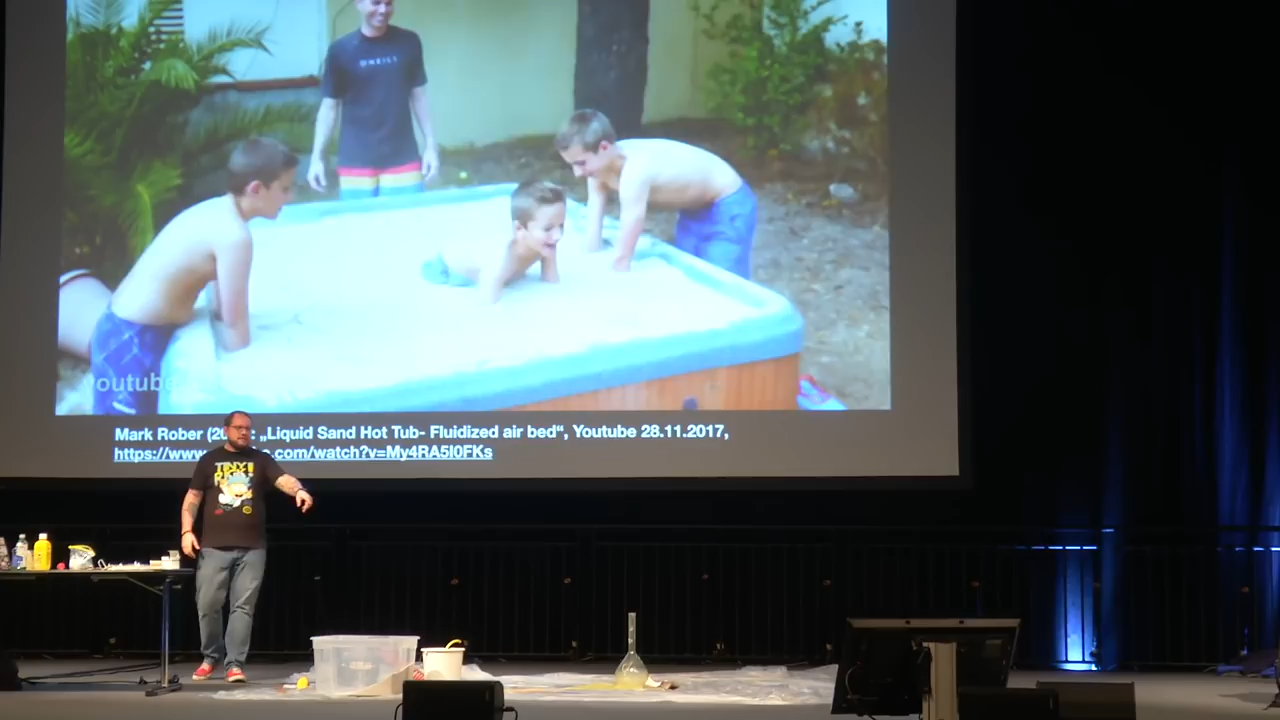 O'NEILL
youtube
Mark Rober (20 : „Liquid Sand Hot Tub- Fluidized air bed“, Youtube 28.11.2017,
https://www. e.com/watch?v=My4RA5I0FKs
TINY